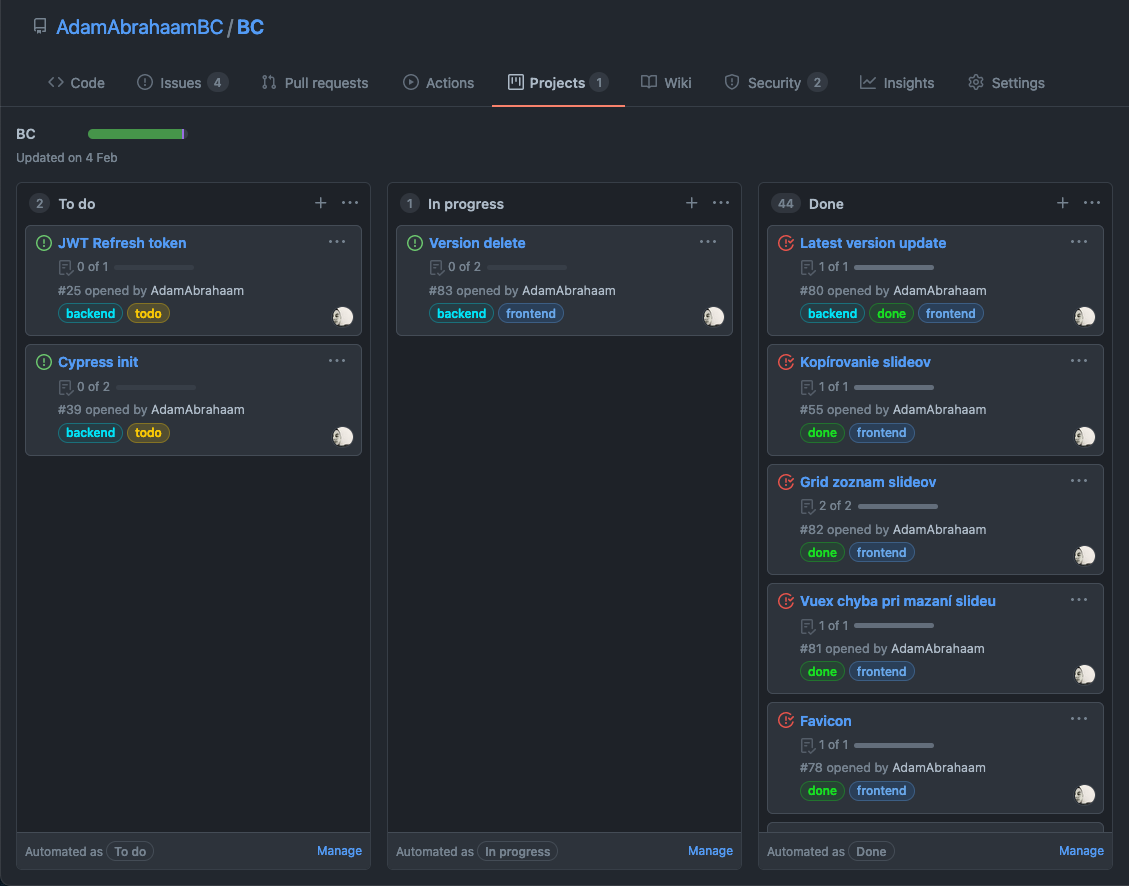 AdamAbrahaamBC / BC
Code Issues 4 Pull requests Actions Projects 1 Wiki Security 2 Insights Settings
BC
Updated on 4 Feb
2 To do
JWT Refresh token
0 of 1
#25 opened by AdamAbrahaam
backend todo
Cypress init
0 of 2
#39 opened by AdamAbrahaam
backend todo
Automated as To do Manage
1 In progress
Version delete
0 of 2
#83 opened by AdamAbrahaam
backend frontend
Automated as In progress Manage
44 Done
Latest version update
1 of 1
#80 opened by AdamAbrahaam
backend done frontend
Kopírovanie slideov
1 of 1
#55 opened by AdamAbrahaam
done frontend
Grid zoznam slideov
2 of 2
#82 opened by AdamAbrahaam
done frontend
Vuex chyba pri mazaní slideu
1 of 1
#81 opened by AdamAbrahaam
done frontend
Favicon
1 of 1
#78 opened by AdamAbrahaam
done frontend
Automated as Done Manage